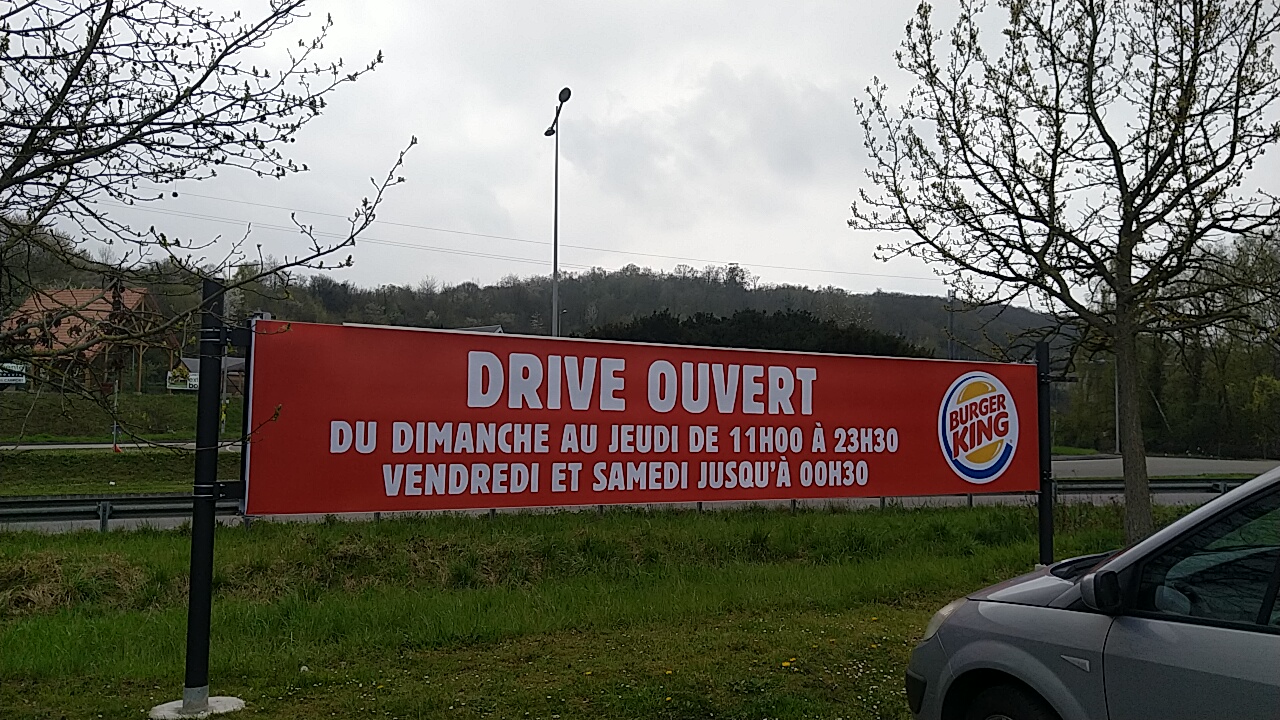 DRIVE OUVERT
DU DIMANCHE AU JEUDI DE 11H00 À 23H30
VENDREDI ET SAMEDI JUSQU'À 00H30
BURGER
KING